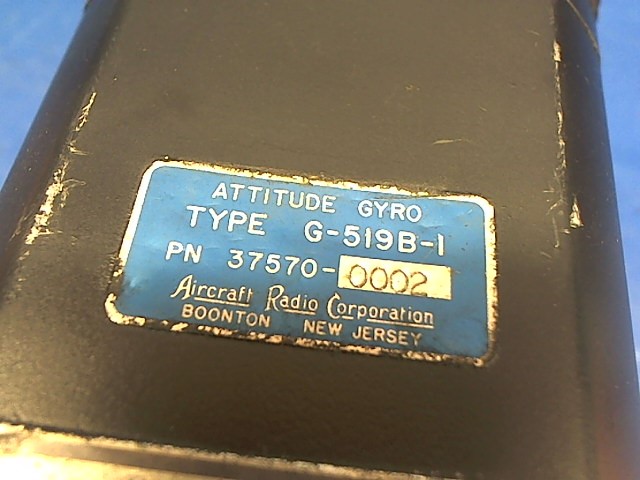 ATTITUDE GYRO
TYPE G-519B-1
PN 37570-0002
Aircraft Radio Corporation
BOONTON NEW JERSEY